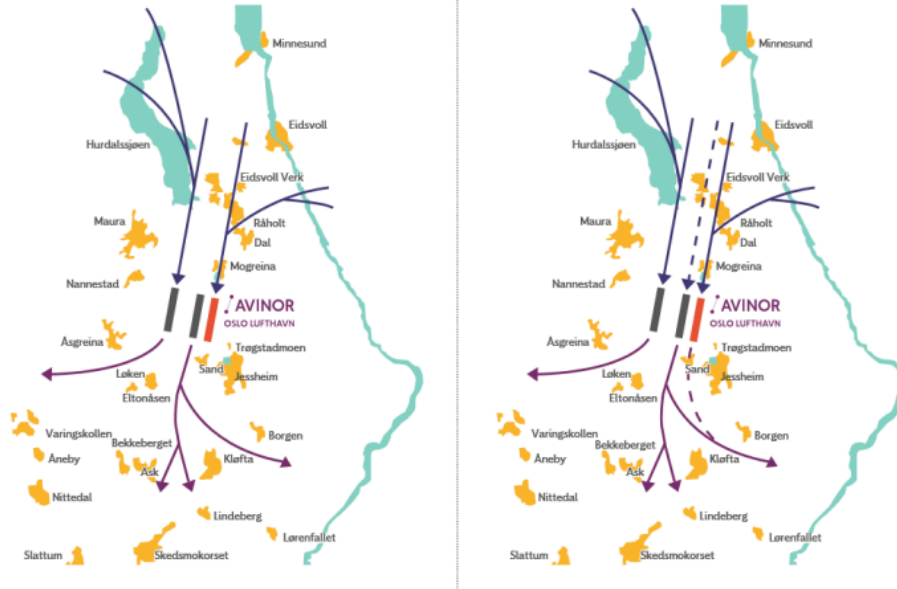 Minnesund
Eidsvoll
Hurdalssjøen
Eidsvoll Verk
Maura
Råholt
Dal
Mogreina
Nannestad
AVINOR
OSLO LUFTHAVN
Åsgreina
Trøgstadmoen
Sand
Løken
Jessheim
Eltonåsen
Varingskollen
Borgen
Bekkeberget
Åneby
Ask
Kløfta
Nittedal
Lindeberg
Lørenfallet
Slattum
Skedsmokorset
Minnesund
Eidsvoll
Hurdalssjøen
Eidsvoll Verk
Maura
Råholt
Dal
Mogreina
Nannestad
AVINOR
OSLO LUFTHAVN
Åsgreina
Trøgstadmoen
Sand
Løken
Jessheim
Eltonåsen
Varingskollen
Borgen
Bekkeberget
Åneby
Ask
Kløfta
Nittedal
Lindeberg
Lørenfallet
Slattum
Skedsmokorset